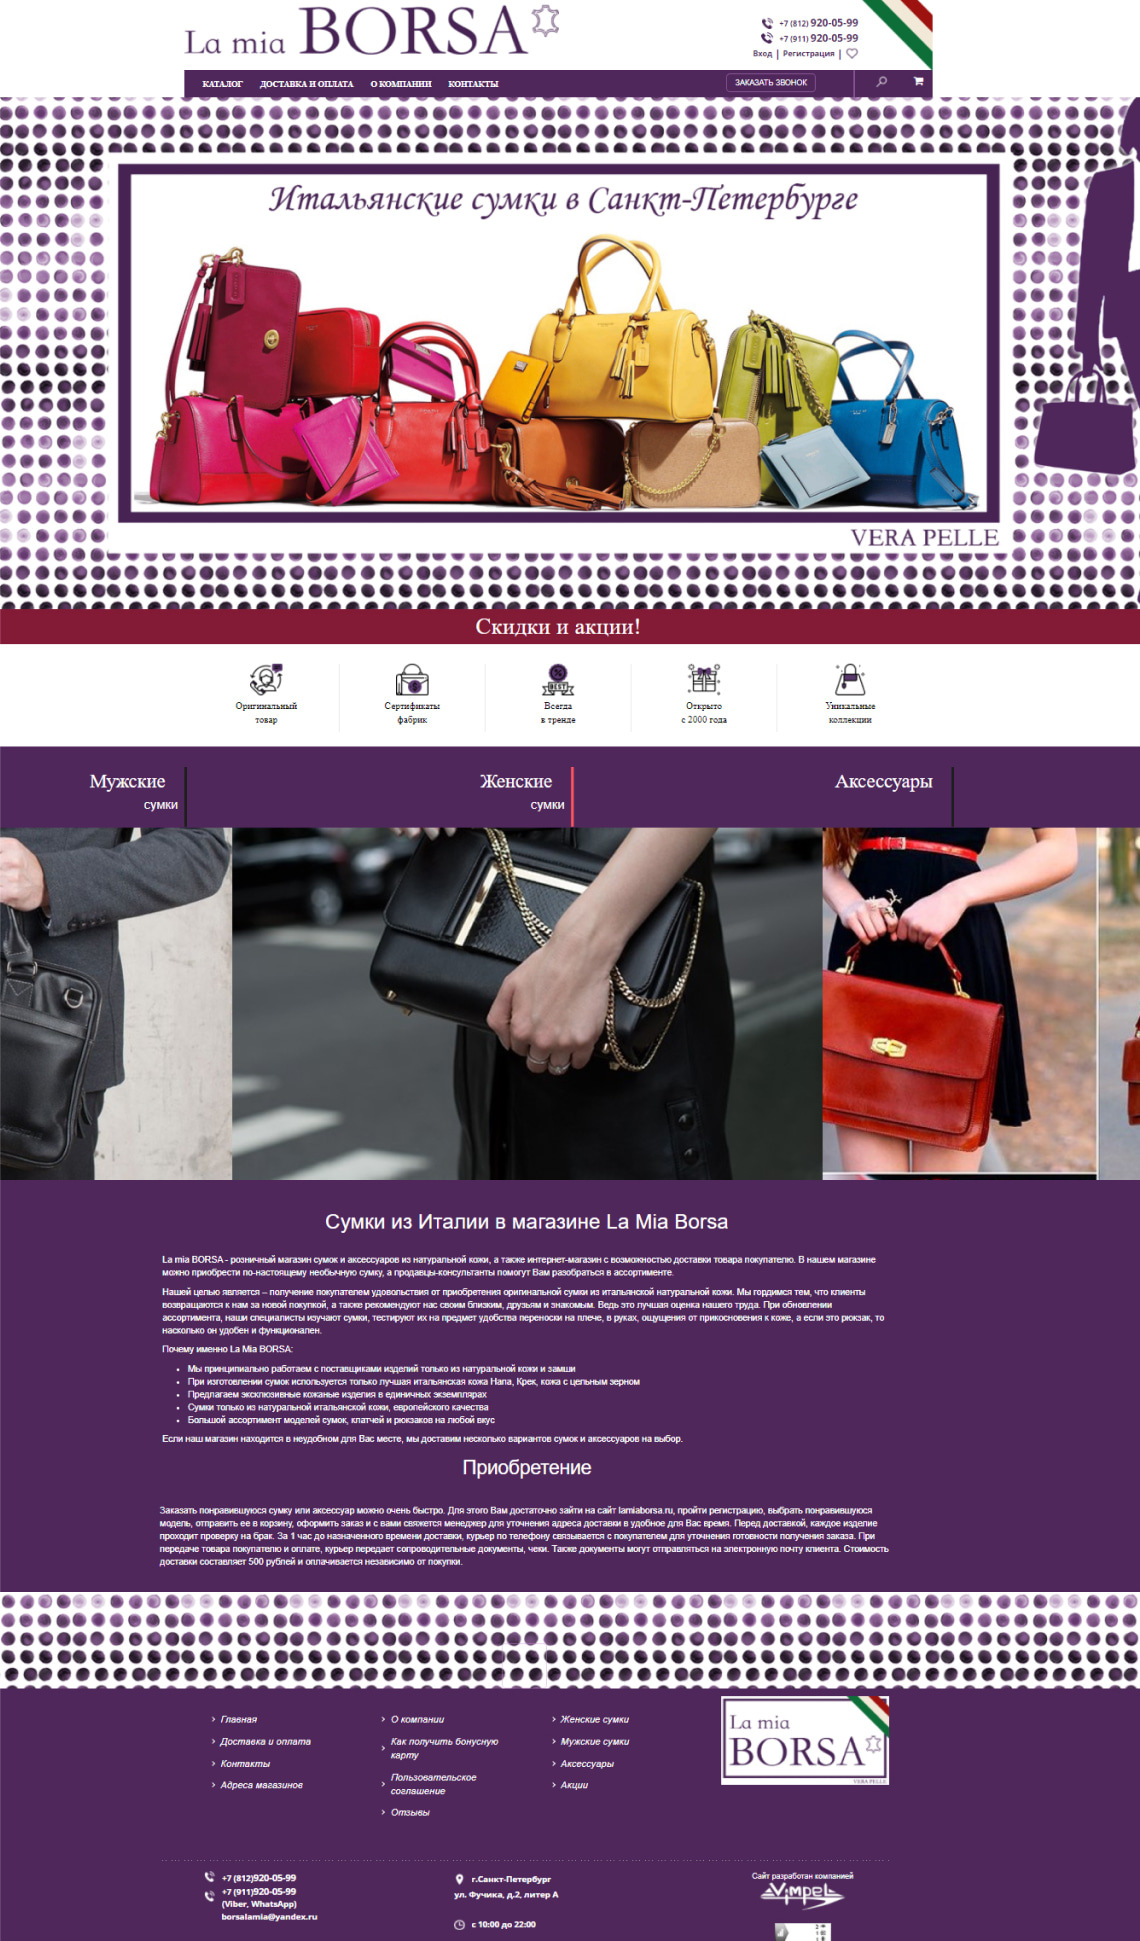 La mia BORSA
+7 (812) 920-05-99
+7 (911) 920-05-99
Вход | Регистрация |
КАТАЛОГ ДОСТАВКА И ОПЛАТА О КОМПАНИИ КОНТАКТЫ ЗАКАЗАТЬ ЗВОНОК
Итальянские сумки в Санкт-Петербурге
VERA PELLE
Скидки и акции!
Оригинальный
товар
Сертификаты
фабрик
BEST
Всегда
в тренде
Открыто
с 2000 года
Уникальные
коллекции
Мужские
сумки
Женские
сумки
Аксессуары
Сумки из Италии в магазине La Mia Borsa
La mia BORSA - розничный магазин сумок и аксессуаров из натуральной кожи, а также интернет-магазин с возможностью доставки товара покупателю. В нашем магазине
можно приобрести по-настоящему необычную сумку, а продавцы-консультанты помогут Вам разобраться в ассортименте.
Нашей целью является – получение покупателем удовольствия от приобретения оригинальной сумки из итальянской натуральной кожи. Мы гордимся тем, что клиенты
возвращаются к нам за новой покупкой, а также рекомендуют нас своим близким, друзьям и знакомым. Ведь это лучшая оценка нашего труда. При обновлении
ассортимента, наши специалисты изучают сумки, тестируют их на предмет удобства переноски на плече, в руках, ощущения от прикосновения к коже, а если это рюкзак, то
насколько он удобен и функционален.
Почему именно La Mia BORSA:
• Мы принципиально работаем с поставщиками изделий только из натуральной кожи и замши
• При изготовлении сумок используется только лучшая итальянская кожа Напа, Крек, кожа с цельным зерном
• Предлагаем эксклюзивные кожаные изделия в единичных экземплярах
• Сумки только из натуральной итальянской кожи, европейского качества
• Большой ассортимент моделей сумок, клатчей и рюкзаков на любой вкус
Если наш магазин находится в неудобном для Вас месте, мы доставим несколько вариантов сумок и аксессуаров на выбор.
Приобретение
Заказать понравившуюся сумку или аксессуар можно очень быстро. Для этого Вам достаточно зайти на сайт lamiaborsa.ru, пройти регистрацию, выбрать понравившуюся
модель, отправить ее в корзину, оформить заказ и с вами свяжется менеджер для уточнения адреса доставки в удобное для Вас время. Перед доставкой, каждое изделие
проходит проверку на брак. За 1 час до назначенного времени доставки, курьер по телефону связывается с покупателем для уточнения готовности получения заказа. При
передаче товара покупателю и оплате, курьер передает сопроводительные документы, чеки. Также документы могут отправляться на электронную почту клиента. Стоимость
доставки составляет 500 рублей и оплачивается независимо от покупки.
Главная
Доставка и оплата
Контакты
Адреса магазинов
О компании
Как получить бонусную
карту
Пользовательское
соглашение
Отзывы
Женские сумки
Мужские сумки
Аксессуары
Акции
La mia
BORSA
VERA PELLE
+7 (812)920-05-99
+7 (911)920-05-99
(Viber, WhatsApp)
borsalamia@yandex.ru
г.Санкт-Петербург
ул. Фучика, д.2, литер А
с 10:00 до 22:00
Сайт разработан компанией
Vimpel